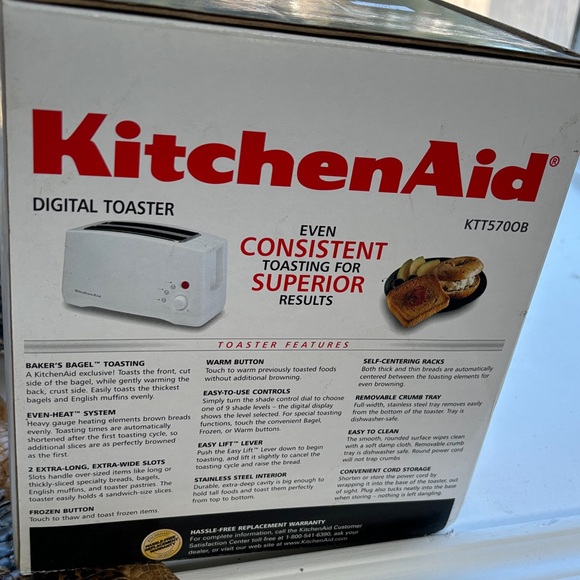 KitchenAid®
DIGITAL TOASTER
KTT570OB
EVEN
CONSISTENT
TOASTING FOR
SUPERIOR
RESULTS
KitchenAid
TOASTER FEATURES
BAKER'S BAGEL™ TOASTING
A KitchenAid exclusive! Toasts the front, cut
side of the bagel, while gently warming the
back, crust side. Easily toasts the thickest
bagels and English muffins evenly.
EVEN-HEAT™ SYSTEM
Heavy gauge heating elements brown breads
evenly. Toasting times are automatically
shortened after the first toasting cycle, so
additional slices are as perfectly browned
as the first.
2 EXTRA-LONG, EXTRA-WIDE SLOTS
Slots handle over-sized items like long or
thickly-sliced specialty breads, bagels,
English muffins, and toaster pastries. The
toaster easily holds 4 sandwich-size slices.
FROZEN BUTTON
Touch to thaw and toast frozen items.
WARM BUTTON
Touch to warm previously toasted foods
without additional browning.
EASY-TO-USE CONTROLS
Simply turn the shade control dial to choose
one of 9 shade levels – the digital display
shows the level selected. For special toasting
functions, touch the convenient Bagel,
Frozen, or Warm buttons.
EASY LIFT™ LEVER
Push the Easy Lift™ Lever down to begin
toasting, and lift it slightly to cancel the
toasting cycle and raise the bread.
STAINLESS STEEL INTERIOR
Durable, extra-deep cavity is big enough to
hold tall foods and toast them perfectly
from top to bottom.
SELF-CENTERING RACKS
Both thick and thin breads are automatically
centered between the toasting elements for
even browning.
REMOVABLE CRUMB TRAY
Full-width, stainless steel tray removes easily
from the bottom of the toaster. Tray is
dishwasher-safe.
EASY TO CLEAN
The smooth, rounded surface wipes clean
with a soft damp cloth. Removable crumb
tray is dishwasher safe. Round power cord
will not trap crumbs
CONVENIENT CORD STORAGE
Shorten or store the power cord by
wrapping it into the base of the toaster, out
of sight. Plug also tucks neatly into the base
when storing - nothing is left dangling.
HASSLE-FREE REPLACEMENT WARRANTY
For complete information, call the KitchenAid Customer
Satisfaction Center toll-free at 1-800-541-6390, ask your
dealer, or visit our web site at www.KitchenAid.com